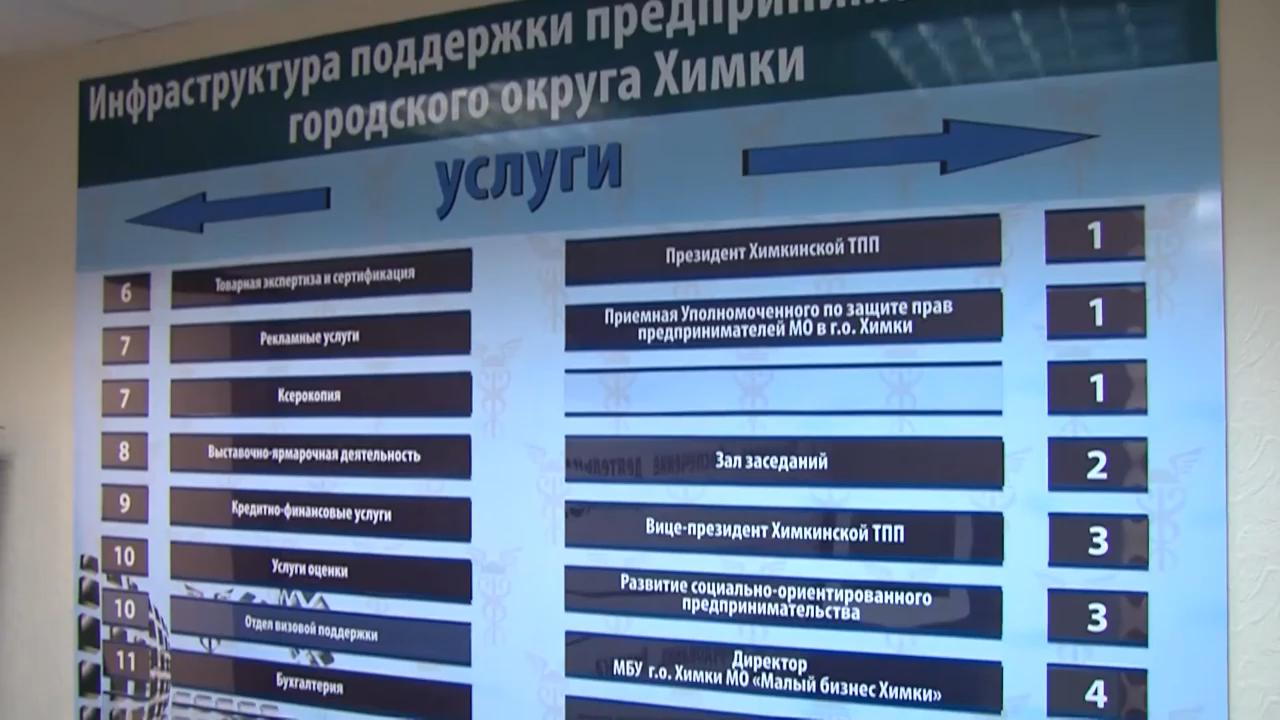 Инфраструктура поддержки
городского округа Химки
услуги
6 Товарная экспертиза и сертификация
7 Рекламные услуги
7 Ксерокопия
8 Выставочно-ярмарочная деятельность
9 Кредитно-финансовые услуги
10 Услуги оценки
10 Отдел визовой поддержки
11 Бухгалтерия
Президент Химкинской ТПП 1
Приемная Уполномоченного по защите прав
предпринимателей МО в г.о. Химки 1
1
Зал заседаний 2
Вице-президент Химкинской ТПП 3
Развитие социально-ориентированного
предпринимательства 3
Директор
МБУ г.о. Химки МО «Малый бизнес Химки» 4